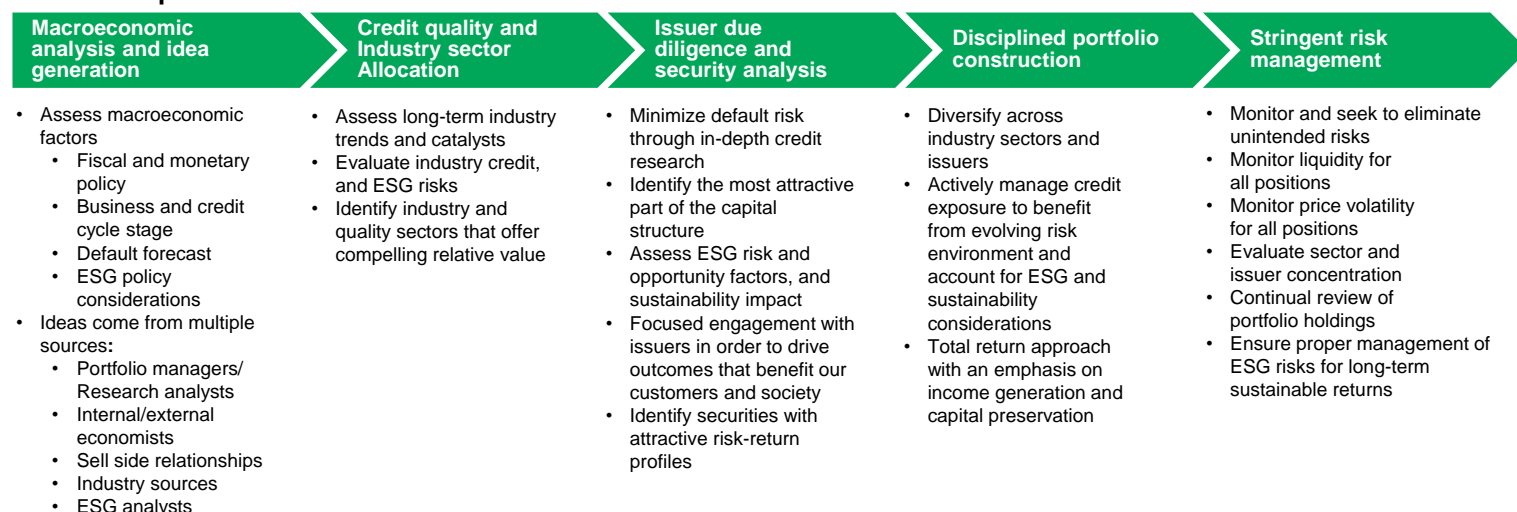 Macroeconomic
analysis and idea
generation
Credit quality and
Industry sector
Allocation
Issuer due
diligence and
security analysis
Disciplined portfolio
construction
Stringent risk
management
• Assess macroeconomic
factors
• Fiscal and monetary
policy
• Business and credit
cycle stage
• Default forecast
• ESG policy
considerations
• Ideas come from multiple
sources:
• Portfolio managers/
Research analysts
• Internal/external
economists
• Sell side relationships
• Industry sources
• ESG analysts
• Assess long-term industry
trends and catalysts
• Evaluate industry credit,
and ESG risks
• Identify industry and
quality sectors that offer
compelling relative value
• Minimize default risk
through in-depth credit
research
• Identify the most attractive
part of the capital
structure
• Assess ESG risk and
opportunity factors, and
sustainability impact
• Focused engagement with
issuers in order to drive
outcomes that benefit our
customers and society
• Identify securities with
attractive risk-return
profiles
• Diversify across
industry sectors and
issuers
• Actively manage credit
exposure to benefit
from evolving risk
environment and
account for ESG and
sustainability
considerations
• Total return approach
with an emphasis on
income generation and
capital preservation
• Monitor and seek to eliminate
unintended risks
• Monitor liquidity for
all positions
• Monitor price volatility
for all positions
• Evaluate sector and
issuer concentration
• Continual review of
portfolio holdings
• Ensure proper management of
ESG risks for long-term
sustainable returns